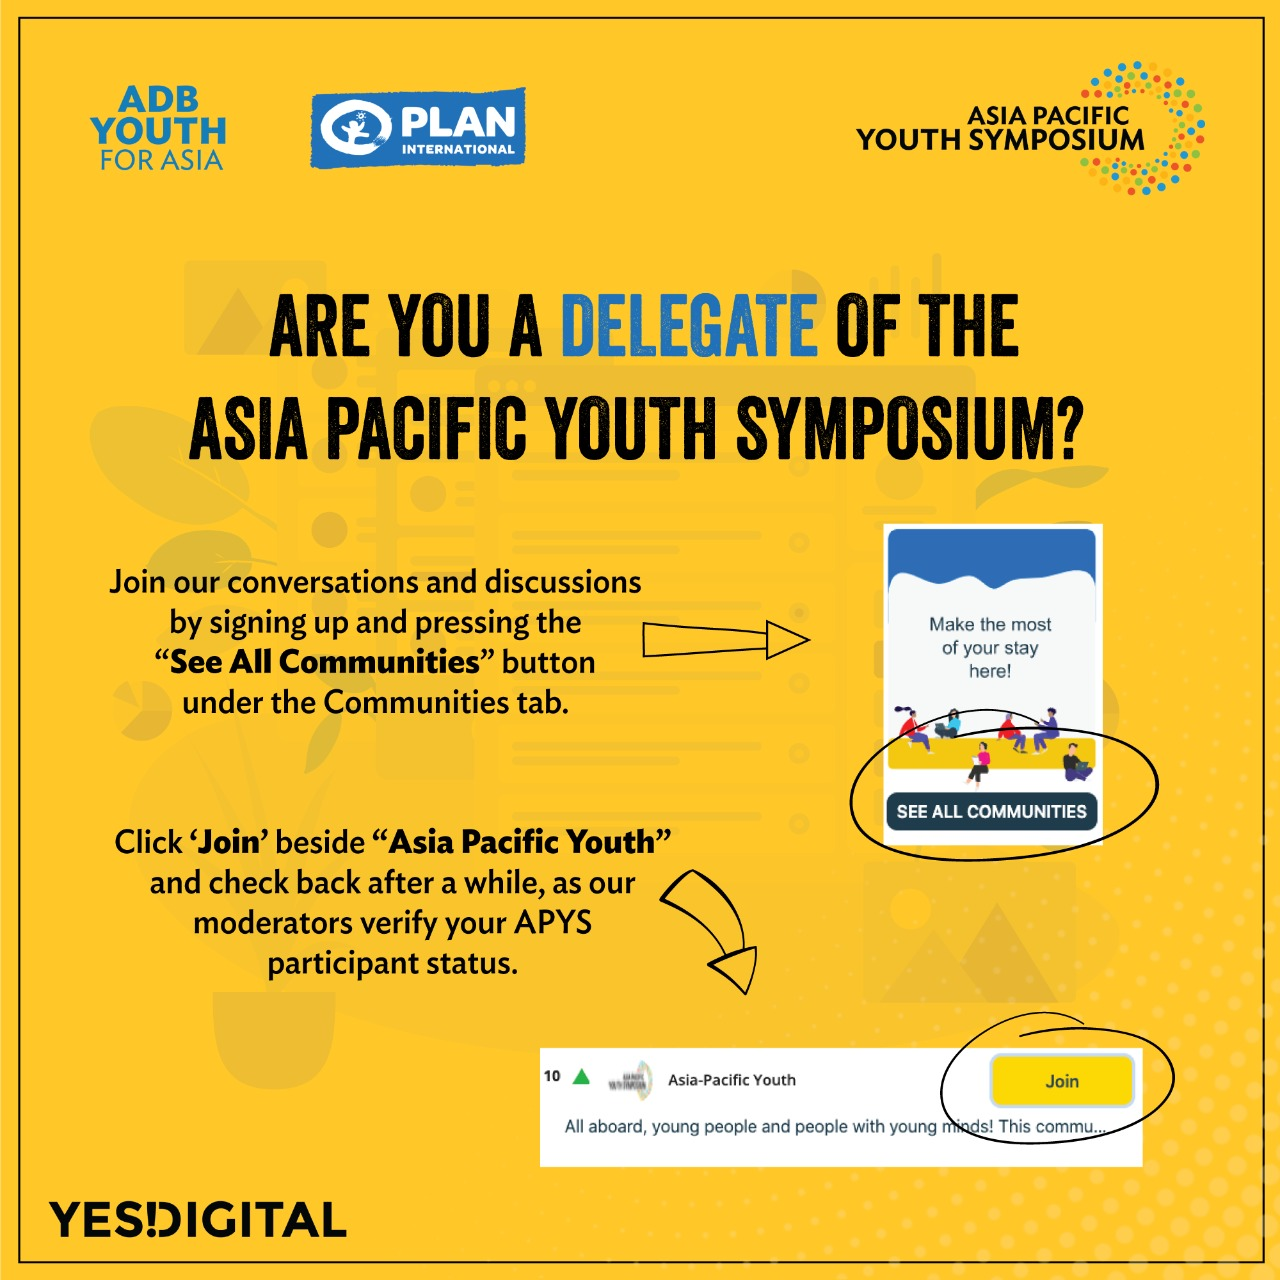 ADB
YOUTH
FOR ASIA
PLAN
INTERNATIONAL
ASIA PACIFIC
YOUTH SYMPOSIUM
ARE YOU A DELEGATE OF THE
ASIA PACIFIC YOUTH SYMPOSIUM?
Join our conversations and discussions
by signing up and pressing the
“See All Communities” button
under the Communities tab.
Make the most
of your stay
here!
SEE ALL COMMUNITIES
Click ‘Join’ beside “Asia Pacific Youth”
and check back after a while, as our
moderators verify your APYS
participant status.
10
Asia-Pacific Youth
Join
All aboard, young people and people with young minds! This commu...
YES!DIGITAL